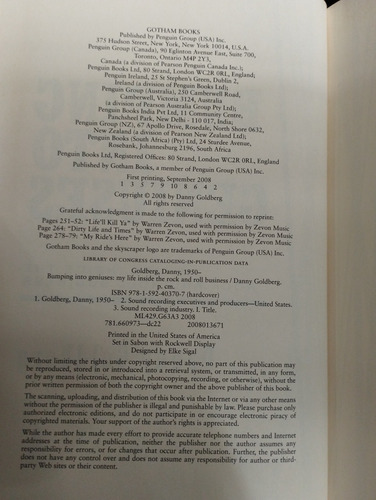 GOTHAM BOOKS
Published by Penguin Group (USA) Inc.
375 Hudson Street, New York, New York 10014, U.S.A.
Penguin Group (Canada), 90 Eglinton Avenue East, Suite 700,
Toronto, Ontario M4P 2Y3,
Canada (a division of Pearson Penguin Canada Inc.);
Penguin Books Ltd, 80 Strand, London WC2R 0RL, England;
Penguin Ireland, 25 St Stephen's Green, Dublin 2,
Ireland (a division of Penguin Books Ltd);
Penguin Group (Australia), 250 Camberwell Road,
Camberwell, Victoria 3124, Australia
(a division of Pearson Australia Group Pty Ltd);
Penguin Books India Pvt Ltd, 11 Community Centre,
Panchsheel Park, New Delhi - 110 017, India;
Penguin Group (NZ), 67 Apollo Drive, Rosedale, North Shore 0632,
New Zealand (a division of Pearson New Zealand Ltd);
Penguin Books (South Africa) (Pty) Ltd, 24 Sturdee Avenue,
Rosebank, Johannesburg 2196, South Africa
Penguin Books Ltd, Registered Offices: 80 Strand, London WC2R 0RL, England
Published by Gotham Books, a member of Penguin Group (USA) Inc.
First printing, September 2008
1 3 5 7 9 10 8 6 4 2
Copyright © 2008 by Danny Goldberg
All rights reserved
Grateful acknowledgment is made to the following for permission to reprint:
Pages 251–52: "Life'll Kill Ya" by Warren Zevon, used with permission by Zevon Music
Page 264: "Dirty Life and Times" by Warren Zevon, used with permission by Zevon Music
Page 278–79: "My Ride's Here" by Warren Zevon, used with permission by Zevon Music
Gotham Books and the skyscraper logo are trademarks of Penguin Group (USA) Inc.
LIBRARY OF CONGRESS CATALOGING-IN-PUBLICATION DATA
Goldberg, Danny, 1950–
Bumping into geniuses: my life inside the rock and roll business / Danny Goldberg.
p. cm.
ISBN 978-1-592-40370-7 (hardcover)
1. Goldberg, Danny, 1950– 2. Sound recording executives and producers—United States.
3. Sound recording industry. I. Title.
ML429.G63A3 2008
781.660973—dc22 2008013671
Printed in the United States of America
Set in Sabon with Rockwell Display
Designed by Elke Sigal
Without limiting the rights under copyright reserved above, no part of this publication may
be reproduced, stored in or introduced into a retrieval system, or transmitted, in any form,
or by any means (electronic, mechanical, photocopying, recording, or otherwise), without the
prior written permission of both the copyright owner and the above publisher of this book.
The scanning, uploading, and distribution of this book via the Internet or via any other means
without the permission of the publisher is illegal and punishable by law. Please purchase only
authorized electronic editions, and do not participate in or encourage electronic piracy of
copyrighted materials. Your support of the author's rights is appreciated.
While the author has made every effort to provide accurate telephone numbers and Internet
addresses at the time of publication, neither the publisher nor the author assumes any
responsibility for errors, or for changes that occur after publication. Further, the publisher
does not have any control over and does not assume any responsibility for author or third-
party Web sites or their content.